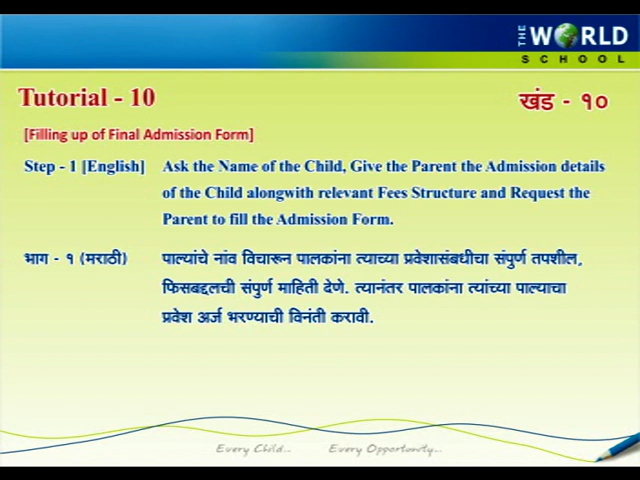 THE WORLD
SCHOOL
Tutorial - 10
खंड - १०
[Filling up of Final Admission Form]
Step - 1 [English] Ask the Name of the Child, Give the Parent the Admission details
of the Child alongwith relevant Fees Structure and Request the
Parent to fill the Admission Form.
भाग - १ (मराठी) पाल्यांचे नांव विचारून पालकांना त्याच्या प्रवेशासंबधीचा संपुर्ण तपशील,
फिसबद्दलची संपुर्ण माहिती देणे. त्यानंतर पालकांना त्यांच्या पाल्याचा
प्रवेश अर्ज भरण्याची विनंती करावी.
Every Child... Every Opportunity...